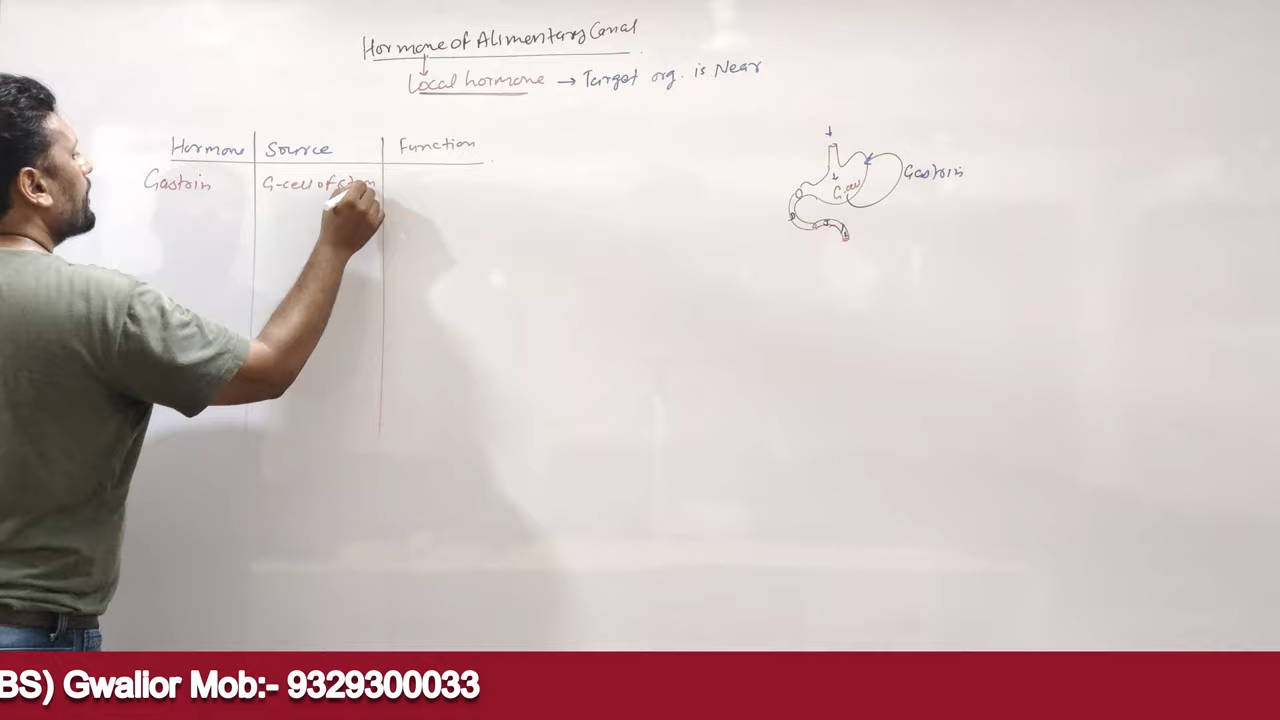 Hormone of Alimentary Canal
Local hormone → Target org. is Near
Hormone Source Function
Gastrin G-cell of
Gastrin
G-cell
BS) Gwalior Mob:- 9329300033